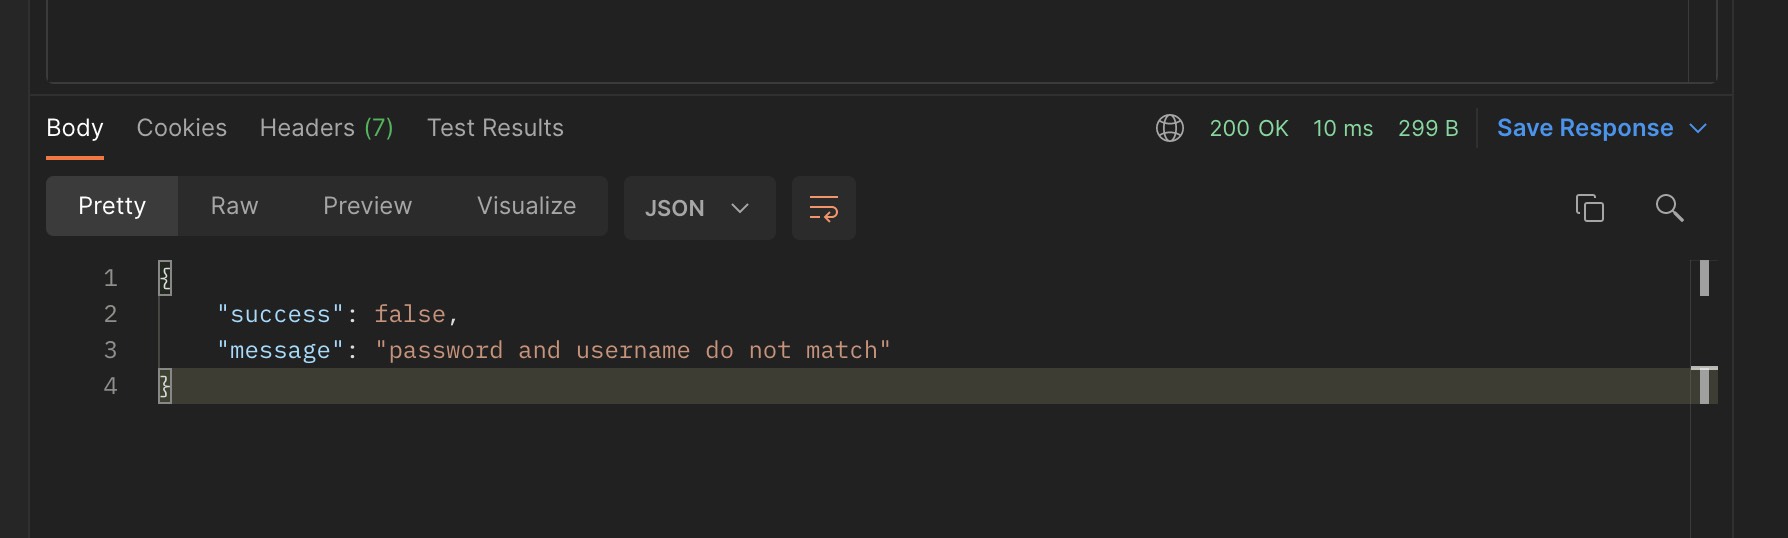 Body Cookies Headers (7) Test Results 200 OK 10 ms 299 B Save Response
Pretty Raw Preview Visualize JSON
1 {
2 "success": false,
3 "message": "password and username do not match"
4 }